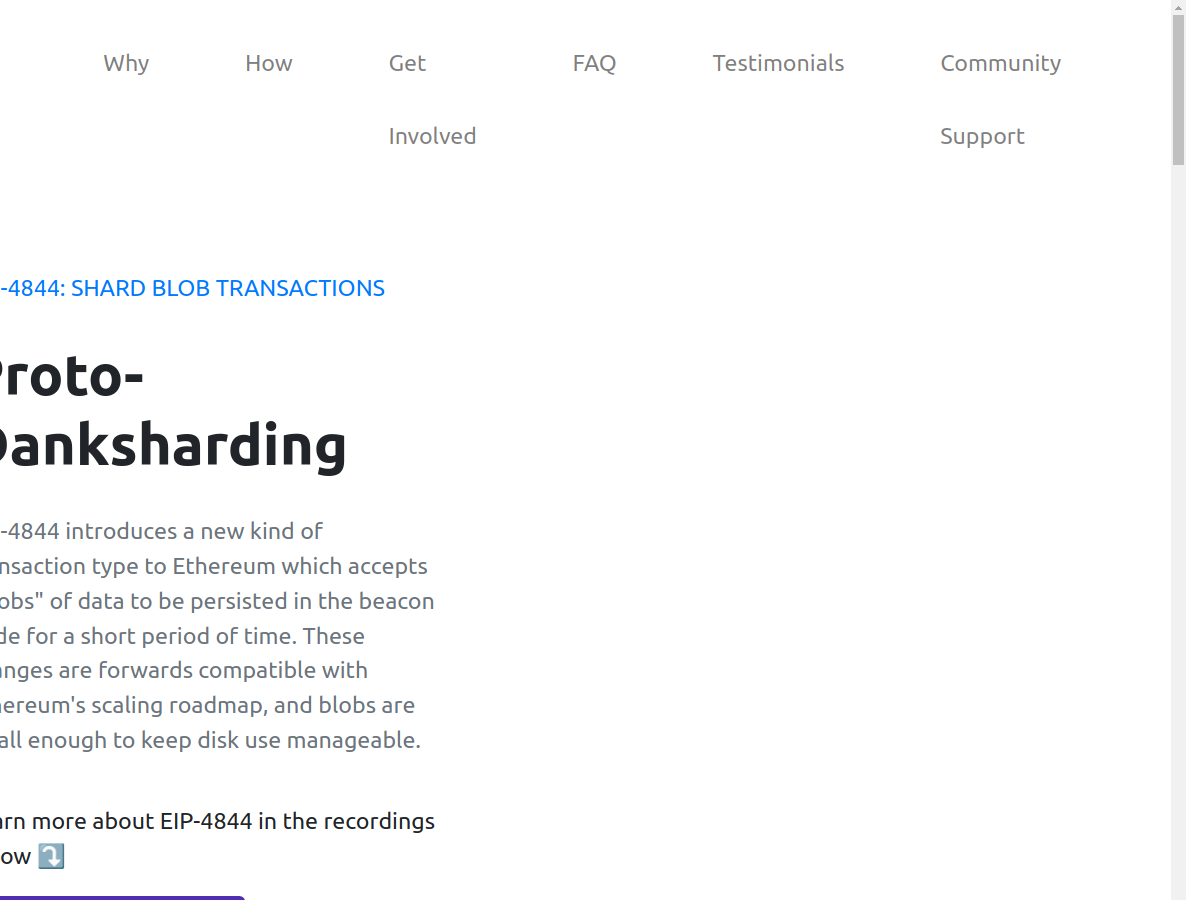 Why How Get Involved FAQ Testimonials Community Support
-4844: SHARD BLOB TRANSACTIONS
Proto-
Danksharding
-4844 introduces a new kind of
nsaction type to Ethereum which accepts
obs" of data to be persisted in the beacon
de for a short period of time. These
anges are forwards compatible with
ereum's scaling roadmap, and blobs are
all enough to keep disk use manageable.
arn more about EIP-4844 in the recordings
ow ⤵️